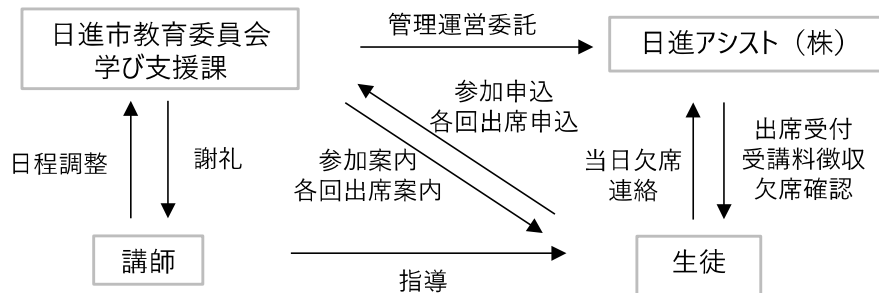 日進市教育委員会
学び支援課
管理運営委託
日進アシスト（株）
参加申込
各回出席申込
日程調整
謝礼
参加案内
各回出席案内
当日欠席
連絡
出席受付
受講料徴収
欠席確認
講師
指導
生徒